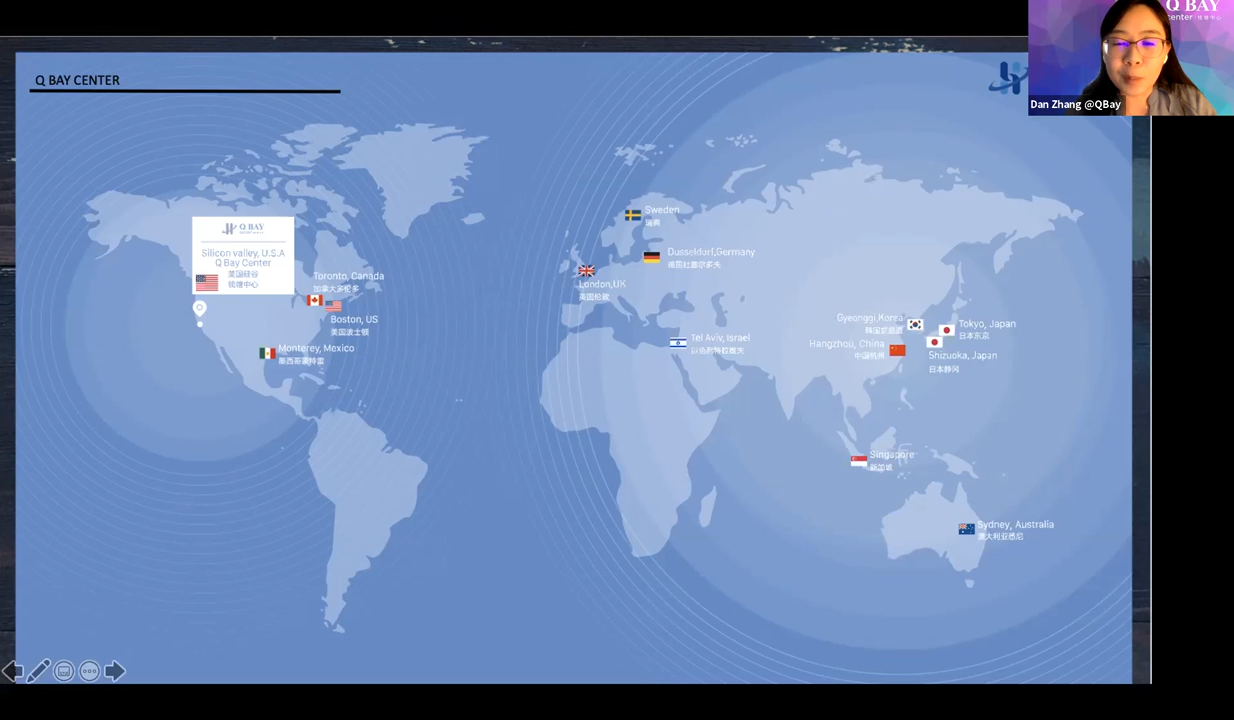 Q BAY
Center
Dan Zhang @QBay
Q BAY CENTER
Q BAY
Silicon valley, U.S.A
Q Bay Center
美国硅谷
Toronto, Canada
加拿大多伦多
Boston, US
美国波士顿
Monterey, Mexico
墨西哥蒙特雷
Sweden
瑞典
Dusseldorf,Germany
德国杜塞尔多夫
London,UK
英国伦敦
Tel Aviv, Israel
以色列特拉维夫
Gyeonggi,Korea
韩国京畿道
Tokyo, Japan
日本东京
Hangzhou, China
中国杭州
Shizuoka, Japan
日本静冈
Singapore
新加坡
Sydney, Australia
澳大利亚悉尼